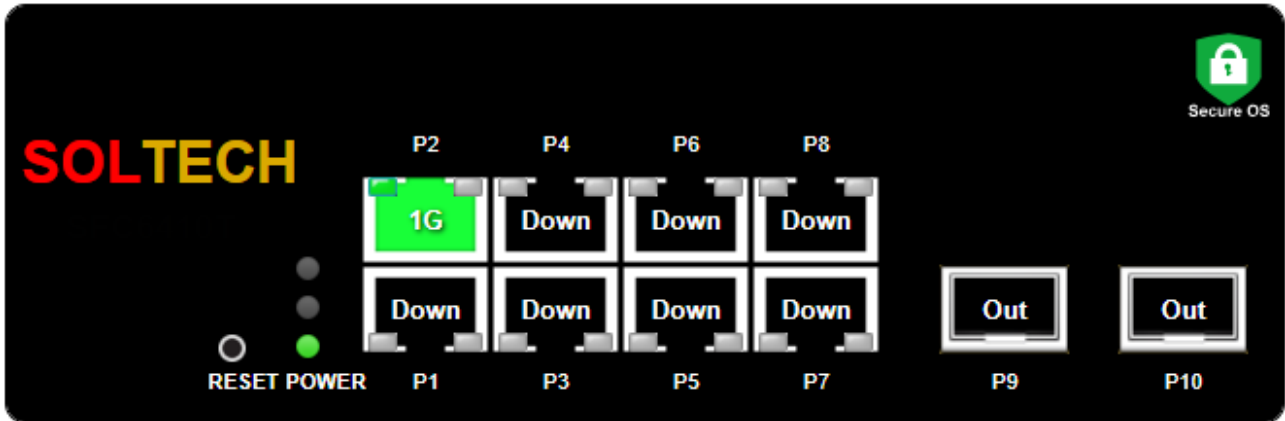 Secure OS
SOLTECH
P2 P4 P6 P8
1G Down Down Down
Down Down Down Down Out Out
RESET POWER P1 P3 P5 P7 P9 P10